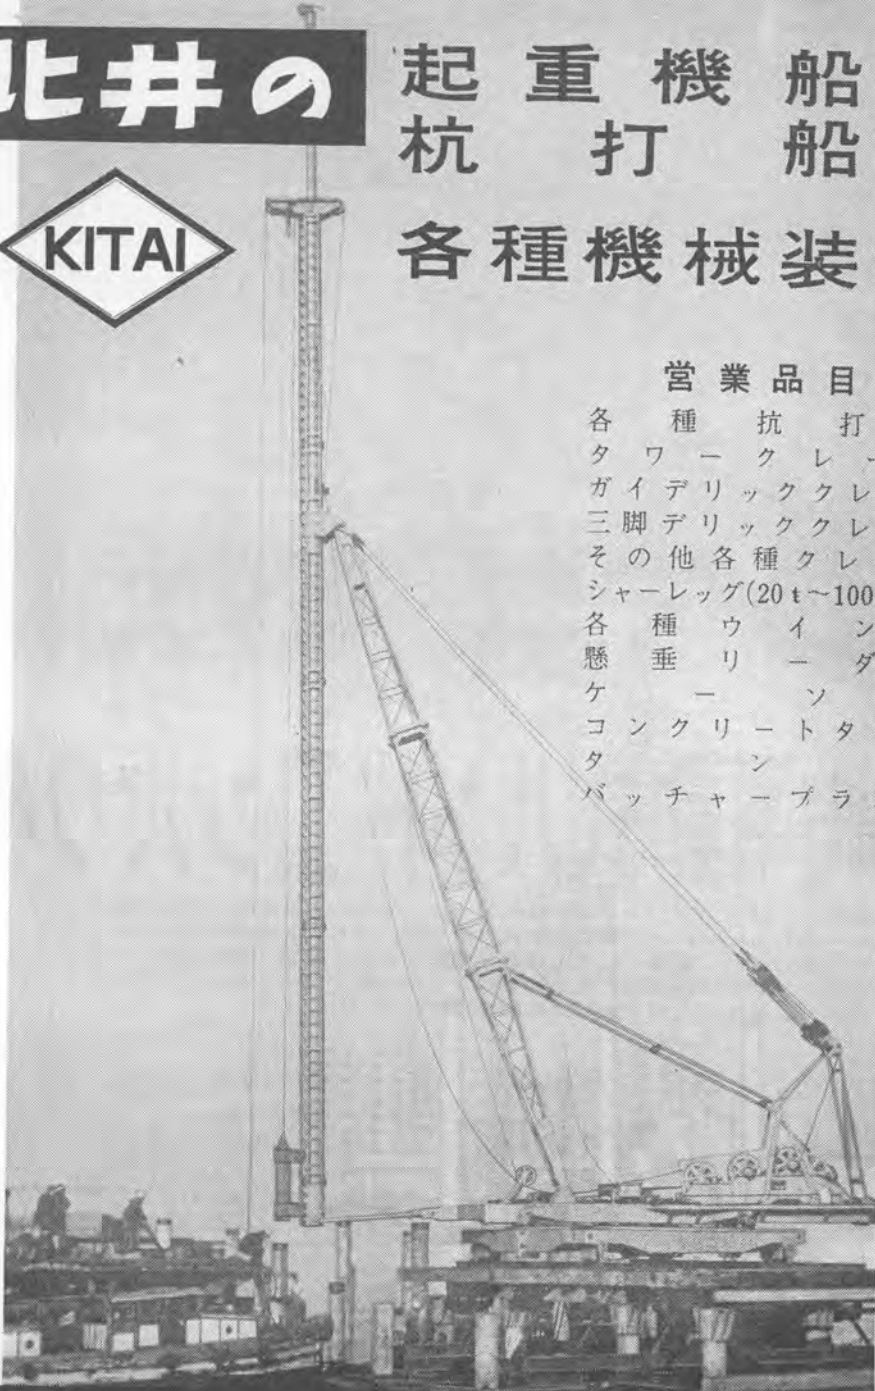 北井の
起重機船
杭打船
KITAI
各種機械装
営業品目
各種抗打
タワークレー
ガイデリッククレ
三脚デリッククレ
その他各種クレ
シャーレッグ(20t~100
各種ウイン
懸垂リーダ
ケーソ
コンクリートタ
タン
バッチャープラ